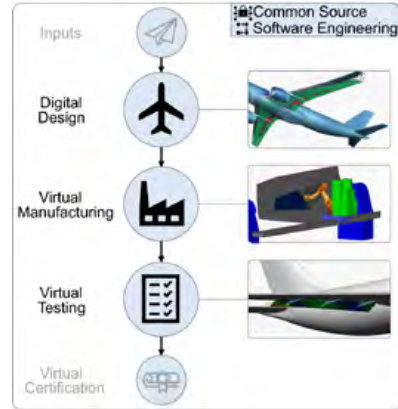 Common Source
Software Engineering
Inputs
Digital
Design
Virtual
Manufacturing
Virtual
Testing
Virtual
Certification